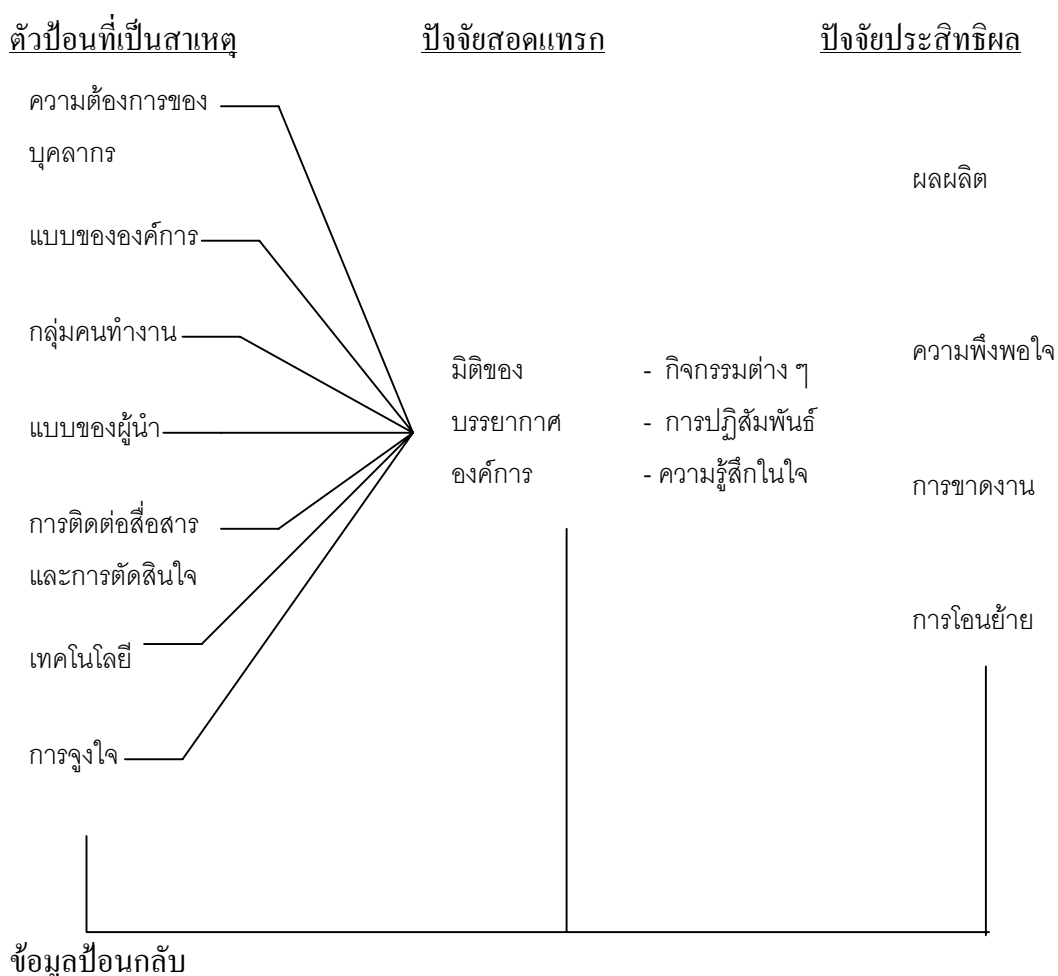 ตัวป้อนที่เป็นสาเหตุ
ปัจจัยสอดแทรก
ปัจจัยประสิทธิผล
ความต้องการของ
บุคลากร
แบบขององค์การ
กลุ่มคนทำงาน
แบบของผู้นำ
การติดต่อสื่อสาร
และการตัดสินใจ
เทคโนโลยี
การจูงใจ
มิติของ - กิจกรรมต่าง ๆ
บรรยากาศ - การปฏิสัมพันธ์
องค์การ - ความรู้สึกในใจ
ผลผลิต
ความพึงพอใจ
การขาดงาน
การโอนย้าย
ข้อมูลป้อนกลับ